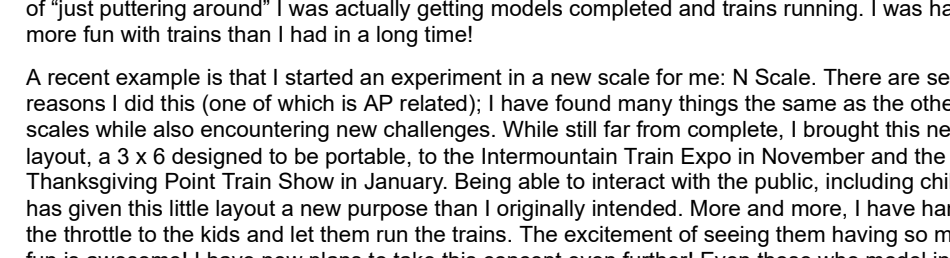 of “just puttering around” I was actually getting models completed and trains running. I was
more fun with trains than I had in a long time!
A recent example is that I started an experiment in a new scale for me: N Scale. There are
reasons I did this (one of which is AP related); I have found many things the same as the
scales while also encountering new challenges. While still far from complete, I brought this
layout, a 3 x 6 designed to be portable, to the Intermountain Train Expo in November and the
Thanksgiving Point Train Show in January. Being able to interact with the public, including
has given this little layout a new purpose than I originally intended. More and more, I have
the throttle to the kids and let them run the trains. The excitement of seeing them having so
fun is awesome! I have new plans to take this concept even further! Even those who model in